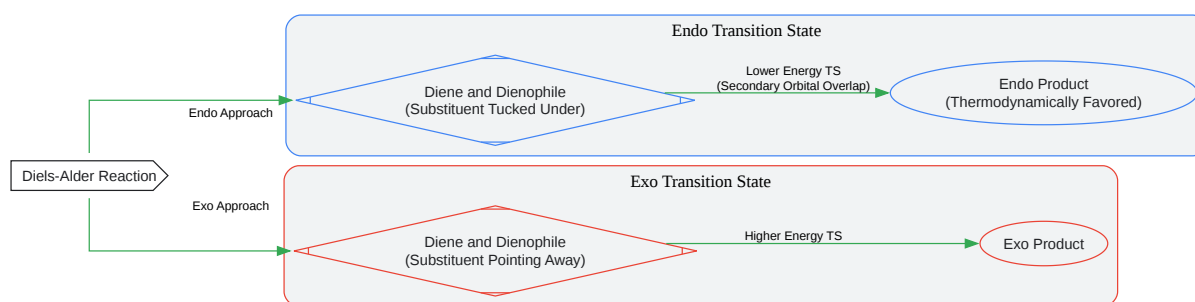 Endo Transition State
Diene and Dienophile
(Substituent Tucked Under)
Lower Energy TS
(Secondary Orbital Overlap)
Endo Product
(Thermodynamically Favored)
Endo Approach
Diels-Alder Reaction
Exo Approach
Exo Transition State
Diene and Dienophile
(Substituent Pointing Away)
Higher Energy TS
Exo Product